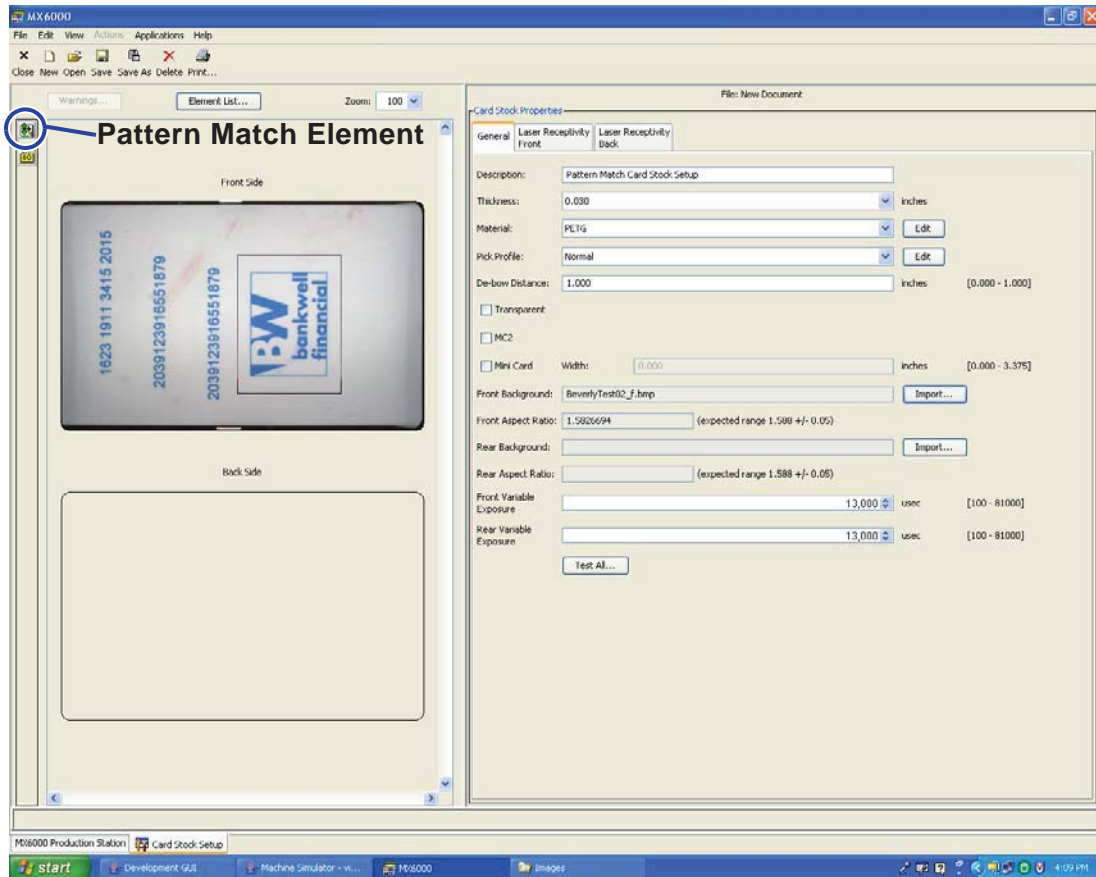 MX6000
File Edit View Actions Applications Help
Close New Open Save Save As Delete Print...
Warnings... Element List... Zoom: 100
Pattern Match Element
Front Side
1623 1911 3415 2015
2039123916551879
2039123916551879
BW
bankwell
financial
Back Side
File: New Document
Card Stock Properties
General Laser Receptivity Front Laser Receptivity Back
Description: Pattern Match Card Stock Setup
Thickness: 0.030 inches
Material: PETG Edit
Pick Profile: Normal Edit
De-bow Distance: 1.000 inches [0.000 - 1.000]
Transparent
MC2
Mini Card Width: 0.000 inches [0.000 - 3.375]
Front Background: BeverlyTest02_f.bmp Import...
Front Aspect Ratio: 1.5826694 (expected range 1.588 +/- 0.05)
Rear Background: Import...
Rear Aspect Ratio: (expected range 1.588 +/- 0.05)
Front Variable Exposure 13,000 usec [100 - 81000]
Rear Variable Exposure 13,000 usec [100 - 81000]
Test All...
MX6000 Production Station Card Stock Setup
start Development GUI Machine Simulator - vi... MX6000 Images 4:09 PM